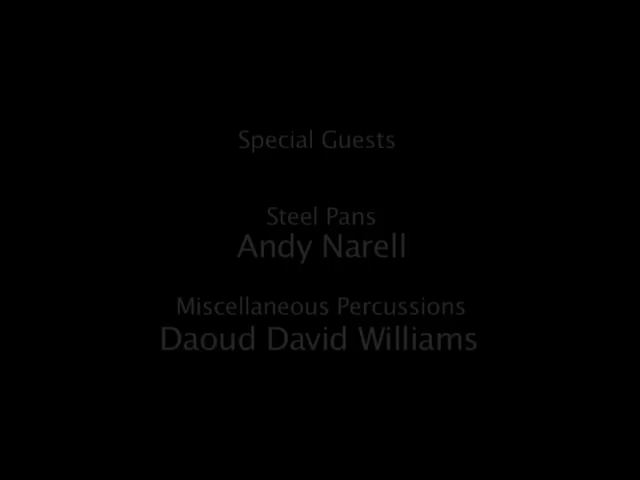 Special Guests
Steel Pans
Andy Narell
Miscellaneous Percussions
Daoud David Williams